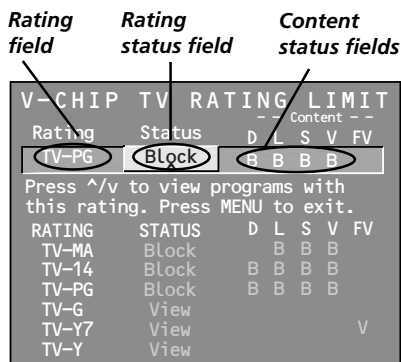 Rating field
Rating status field
Content status fields
V-CHIP TV RATING LIMIT
- - Content - -
Rating Status D L S V FV
TV-PG Block B B B B
Press ^/v to view programs with
this rating. Press MENU to exit.
RATING STATUS D L S V FV
TV-MA Block B B B
TV-14 Block B B B B
TV-PG Block B B B B
TV-G View
TV-Y7 View V
TV-Y View